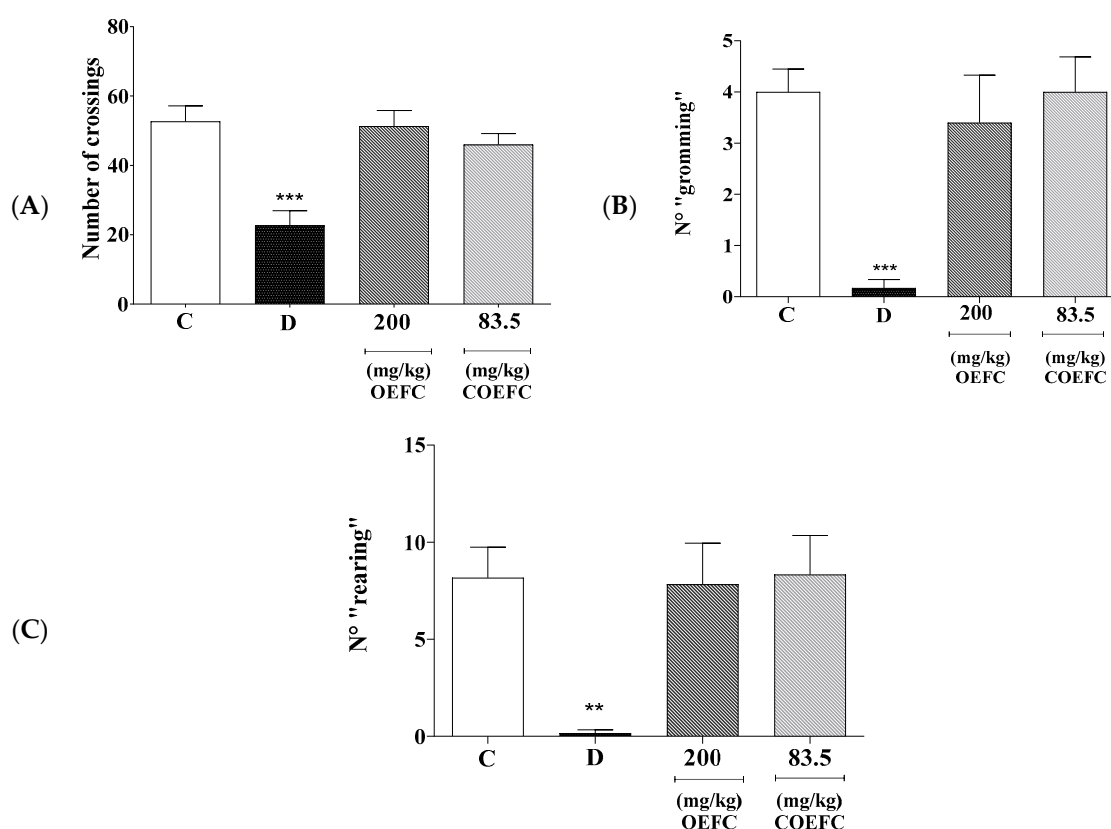 (A)
Number of crossings
80
60
40
20
0
***
C
D
200
83.5
(mg/kg)
OEFC
(mg/kg)
COEFC
(B)
N° "gromming"
5
4
3
2
1
0
***
C
D
200
83.5
(mg/kg)
OEFC
(mg/kg)
COEFC
(C)
N° "rearing"
15
10
5
0
**
C
D
200
83.5
(mg/kg)
OEFC
(mg/kg)
COEFC